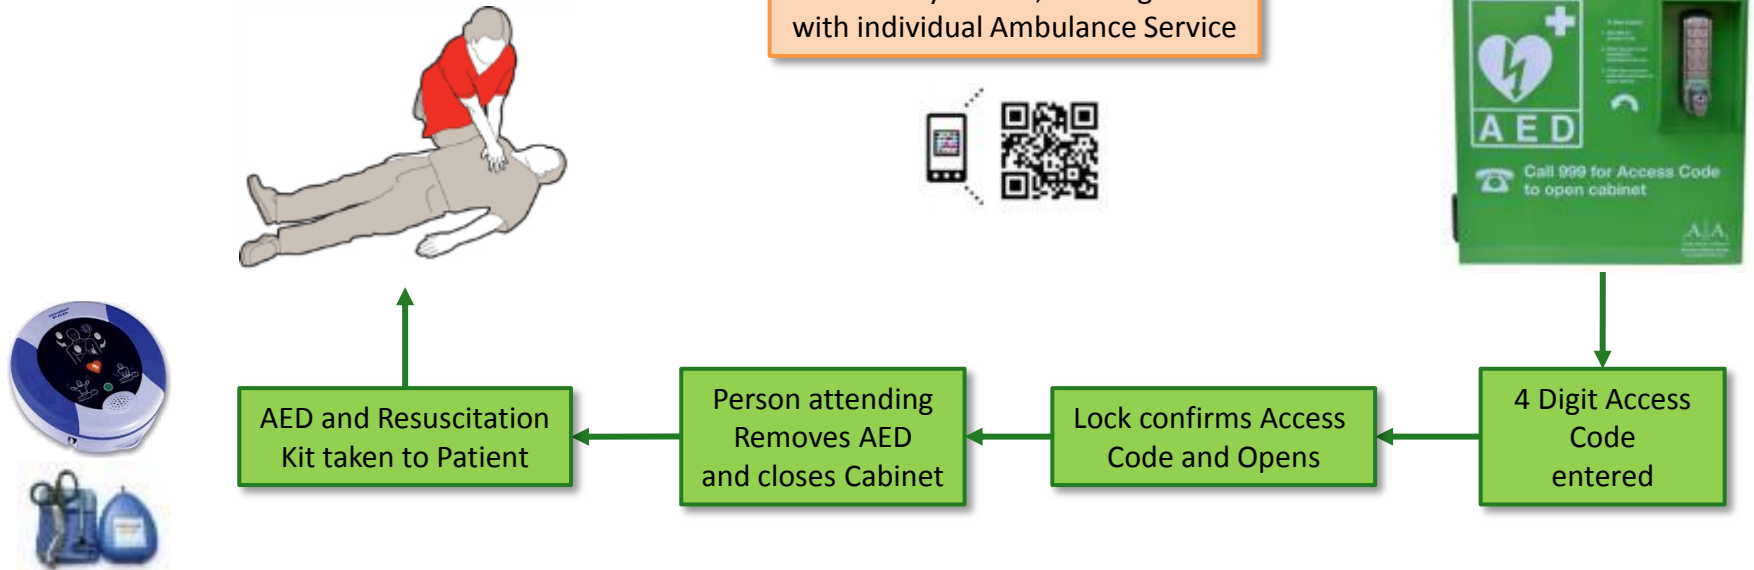 with individual Ambulance Service
AED
Call 999 for Access Code
to open cabinet
AED and Resuscitation
Kit taken to Patient
Person attending
Removes AED
and closes Cabinet
Lock confirms Access
Code and Opens
4 Digit Access
Code
entered